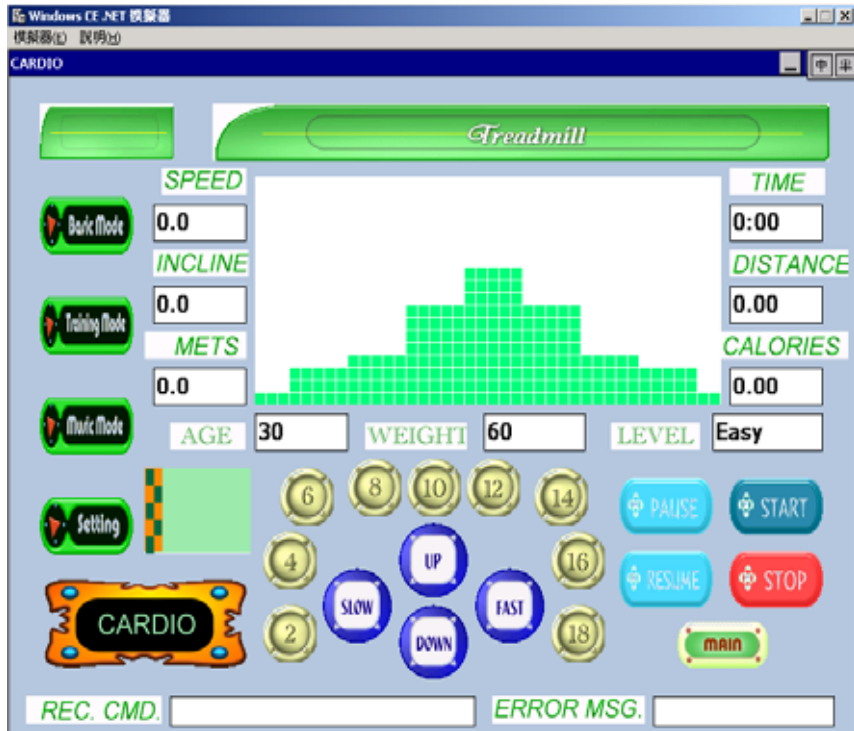 Windows CE .NET 模擬器
模擬器(E) 說明(H)
CARDIO
中 半
Treadmill
SPEED
TIME
Basic Mode
0.0
0:00
INCLINE
DISTANCE
Training Mode
0.0
0.00
METS
CALORIES
0.0
0.00
Music Mode
AGE 30 WEIGHT 60 LEVEL Easy
6 8 10 12 14
PAUSE START
Setting
4 UP 16
RESUME STOP
SLOW FAST
CARDIO
2 DOWN 18
MAIN
REC. CMD. ERROR MSG.